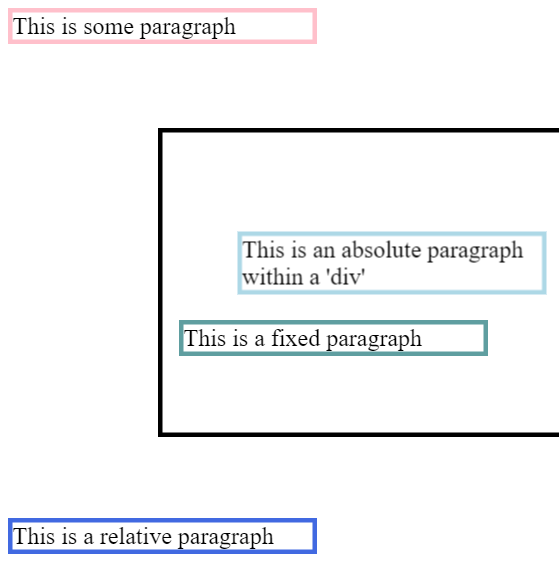 This is some paragraph
This is an absolute paragraph
within a 'div'
This is a fixed paragraph
This is a relative paragraph